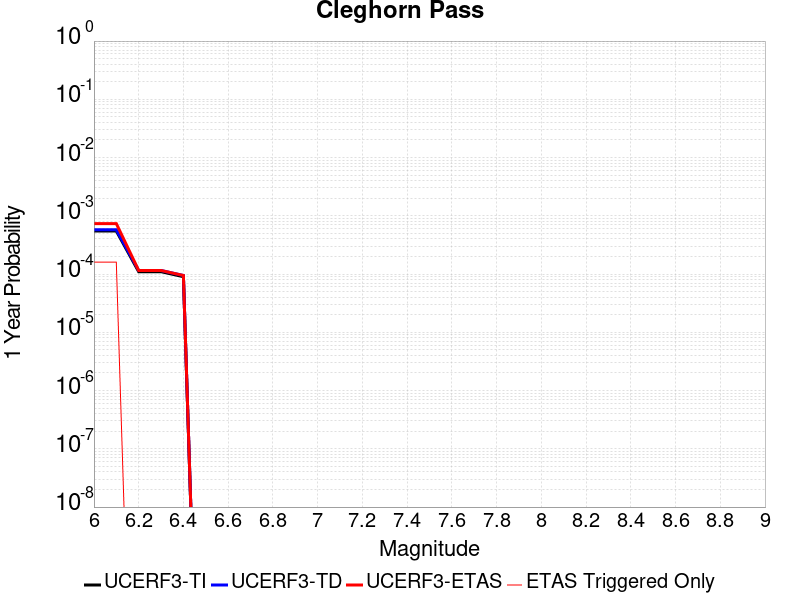 Cleghorn Pass
10^0
10^-1
10^-2
10^-3
10^-4
10^-5
10^-6
10^-7
10^-8
1 Year Probability
6 6.2 6.4 6.6 6.8 7 7.2 7.4 7.6 7.8 8 8.2 8.4 8.6 8.8 9
Magnitude
UCERF3-TI UCERF3-TD UCERF3-ETAS ETAS Triggered Only